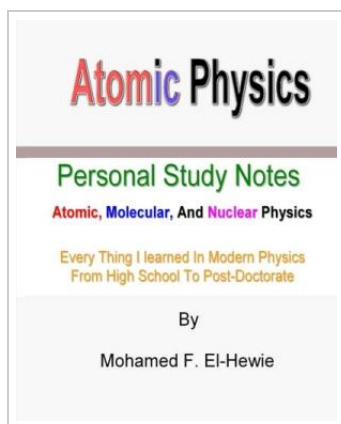 Atomic Physics
Personal Study Notes
Atomic, Molecular, And Nuclear Physics
Every Thing I learned In Modern Physics
From High School To Post-Doctorate
By
Mohamed F. El-Hewie